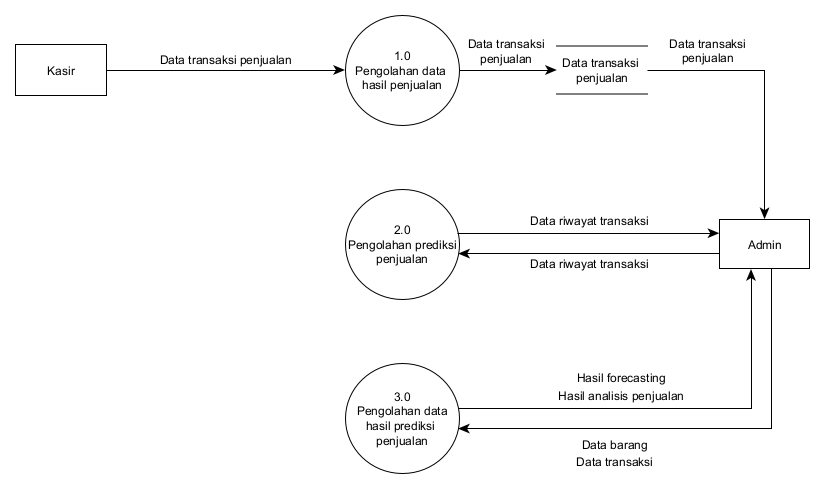 Kasir
Data transaksi penjualan
1.0
Pengolahan data
hasil penjualan
Data transaksi
penjualan
Data transaksi
penjualan
Data transaksi
penjualan
2.0
Pengolahan prediksi
penjualan
Data riwayat transaksi
Data riwayat transaksi
Admin
3.0
Pengolahan data
hasil prediksi
penjualan
Hasil forecasting
Hasil analisis penjualan
Data barang
Data transaksi